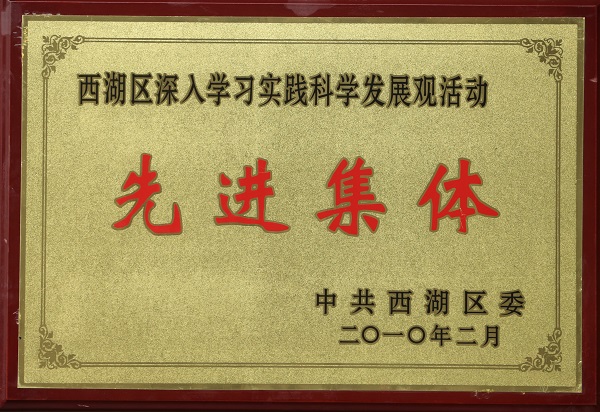 西湖区深入学习实践科学发展观活动
先进集体
中共西湖区委
二〇一〇年二月